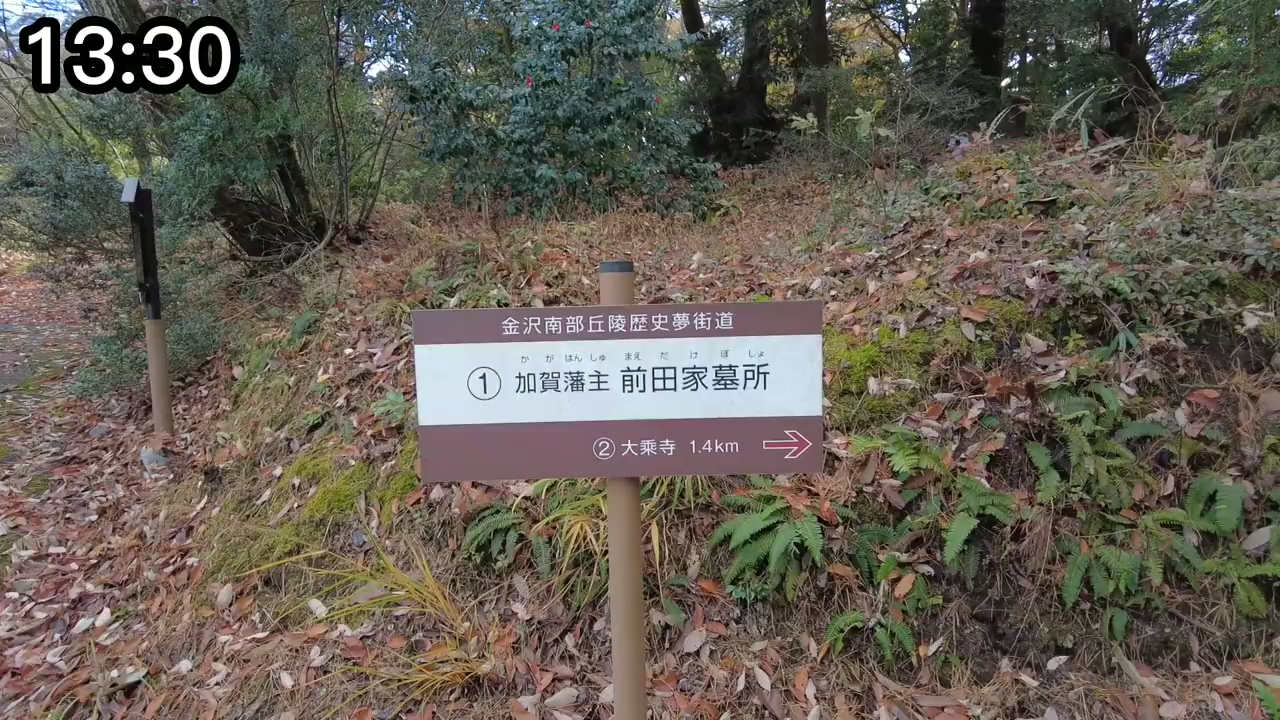 13:30
金沢南部丘陵歴史夢街道
かがはんしゅ まえだけぼしょ
① 加賀藩主 前田家墓所
② 大乗寺 1.4km →